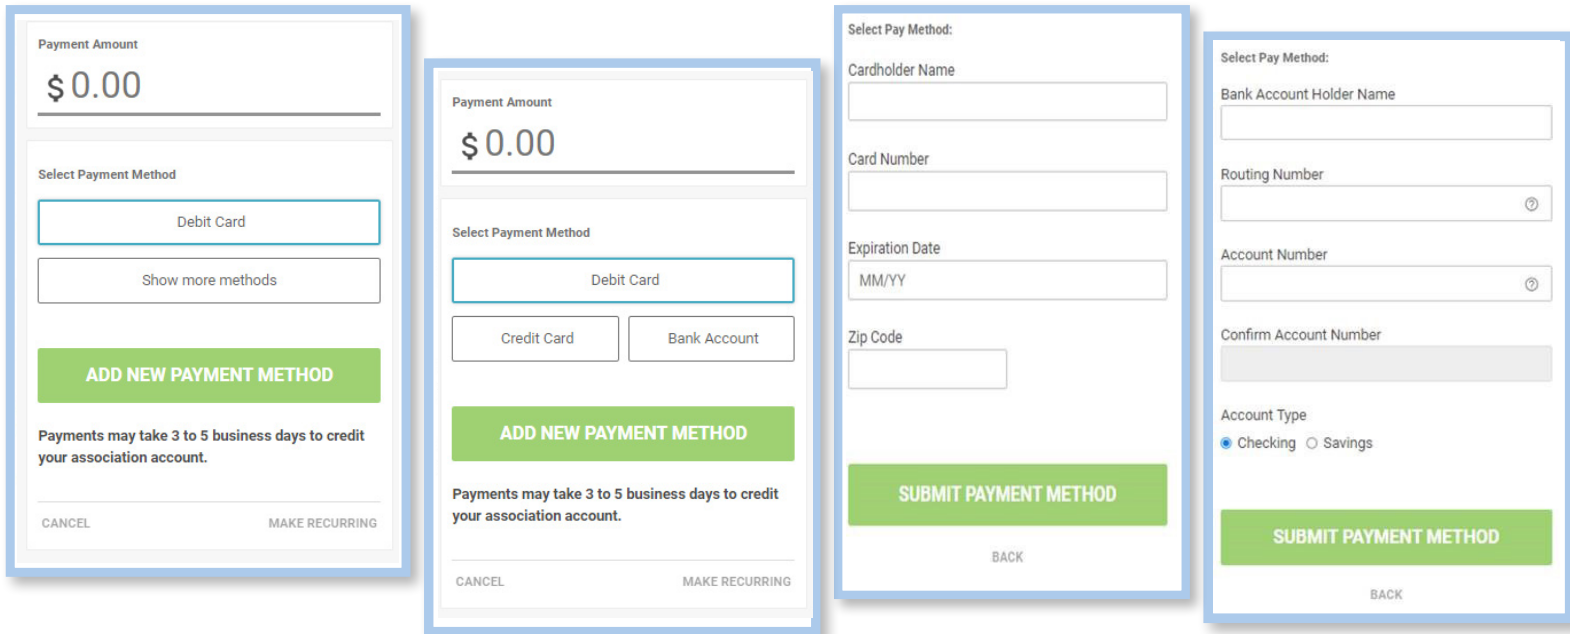 Payment Amount
$ 0.00
Select Payment Method
Debit Card
Show more methods
ADD NEW PAYMENT METHOD
Payments may take 3 to 5 business days to credit
your association account.
CANCEL MAKE RECURRING
Payment Amount
$ 0.00
Select Payment Method
Debit Card
Credit Card Bank Account
ADD NEW PAYMENT METHOD
Payments may take 3 to 5 business days to credit
your association account.
CANCEL MAKE RECURRING
Select Pay Method:
Cardholder Name
Card Number
Expiration Date
MM/YY
Zip Code
SUBMIT PAYMENT METHOD
BACK
Select Pay Method:
Bank Account Holder Name
Routing Number
?
Account Number
?
Confirm Account Number
Account Type
Checking Savings
SUBMIT PAYMENT METHOD
BACK